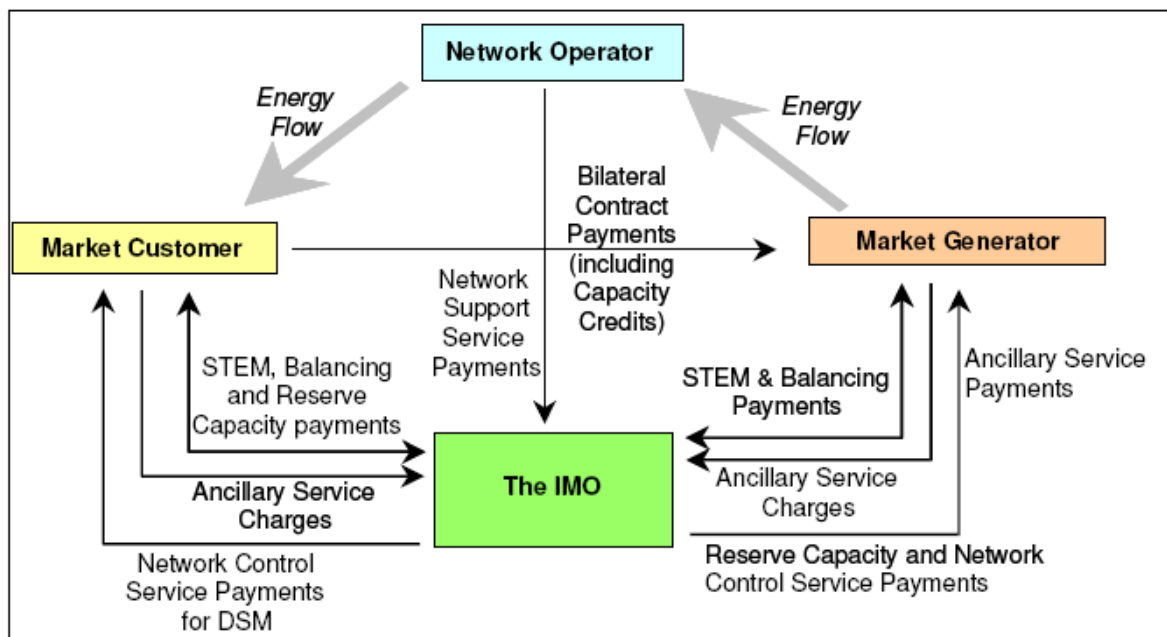 Network Operator
Energy
Flow
Energy
Flow
Bilateral
Contract
Payments
(including
Capacity
Credits)
Market Customer
Market Generator
Network
Support
Service
Payments
STEM, Balancing
and Reserve
Capacity payments
STEM & Balancing
Payments
Ancillary Service
Payments
The IMO
Ancillary Service
Charges
Ancillary Service
Charges
Network Control
Service Payments
for DSM
Reserve Capacity and Network
Control Service Payments